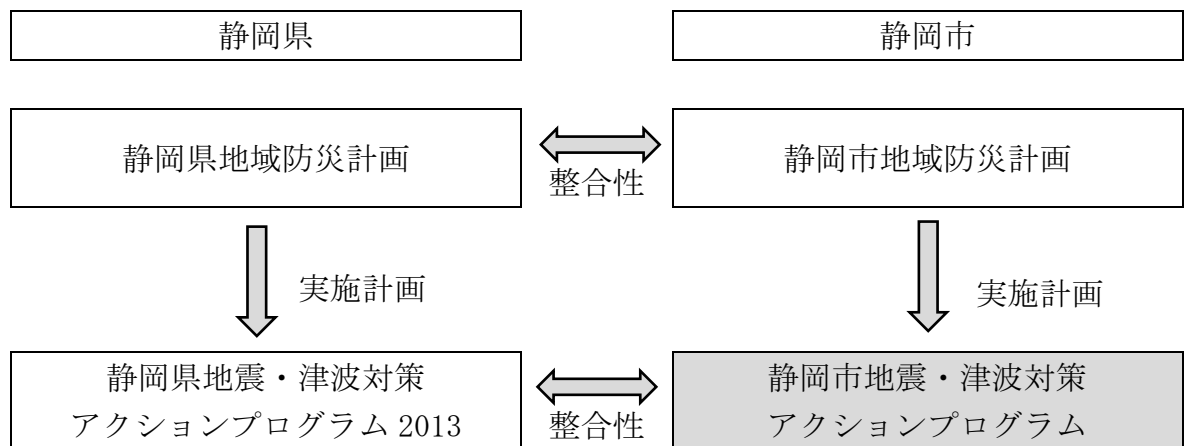 静岡県
静岡市
静岡県地域防災計画
整合性
静岡市地域防災計画
実施計画
実施計画
静岡県地震・津波対策
アクションプログラム 2013
整合性
静岡市地震・津波対策
アクションプログラム